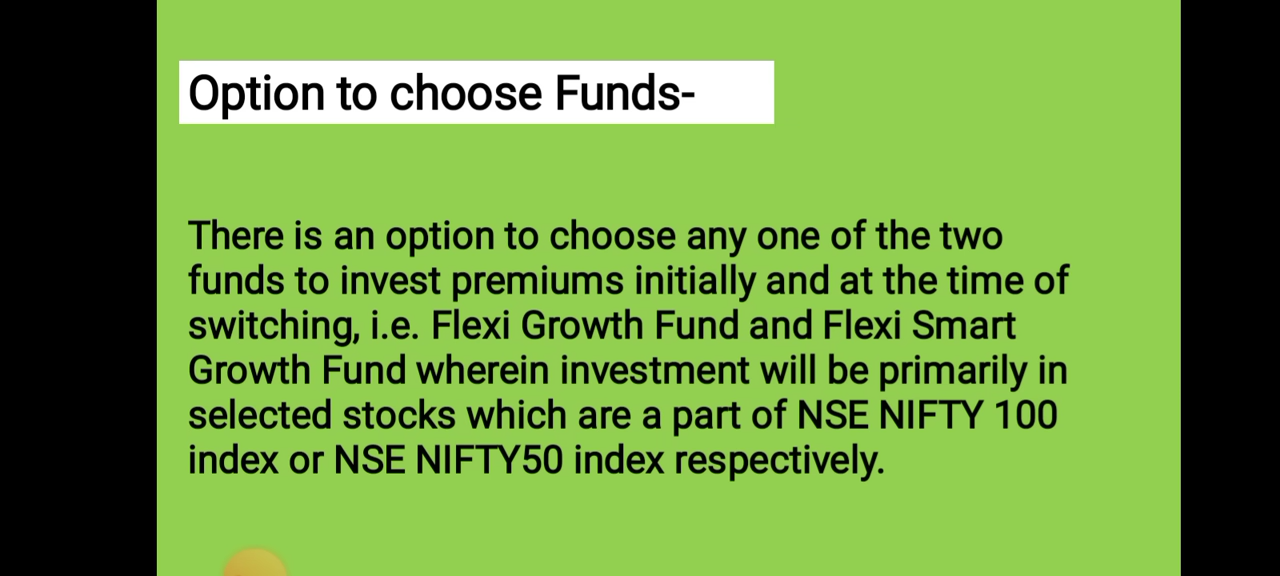 Option to choose Funds-
There is an option to choose any one of the two
funds to invest premiums initially and at the time of
switching, i.e. Flexi Growth Fund and Flexi Smart
Growth Fund wherein investment will be primarily in
selected stocks which are a part of NSE NIFTY 100
index or NSE NIFTY50 index respectively.